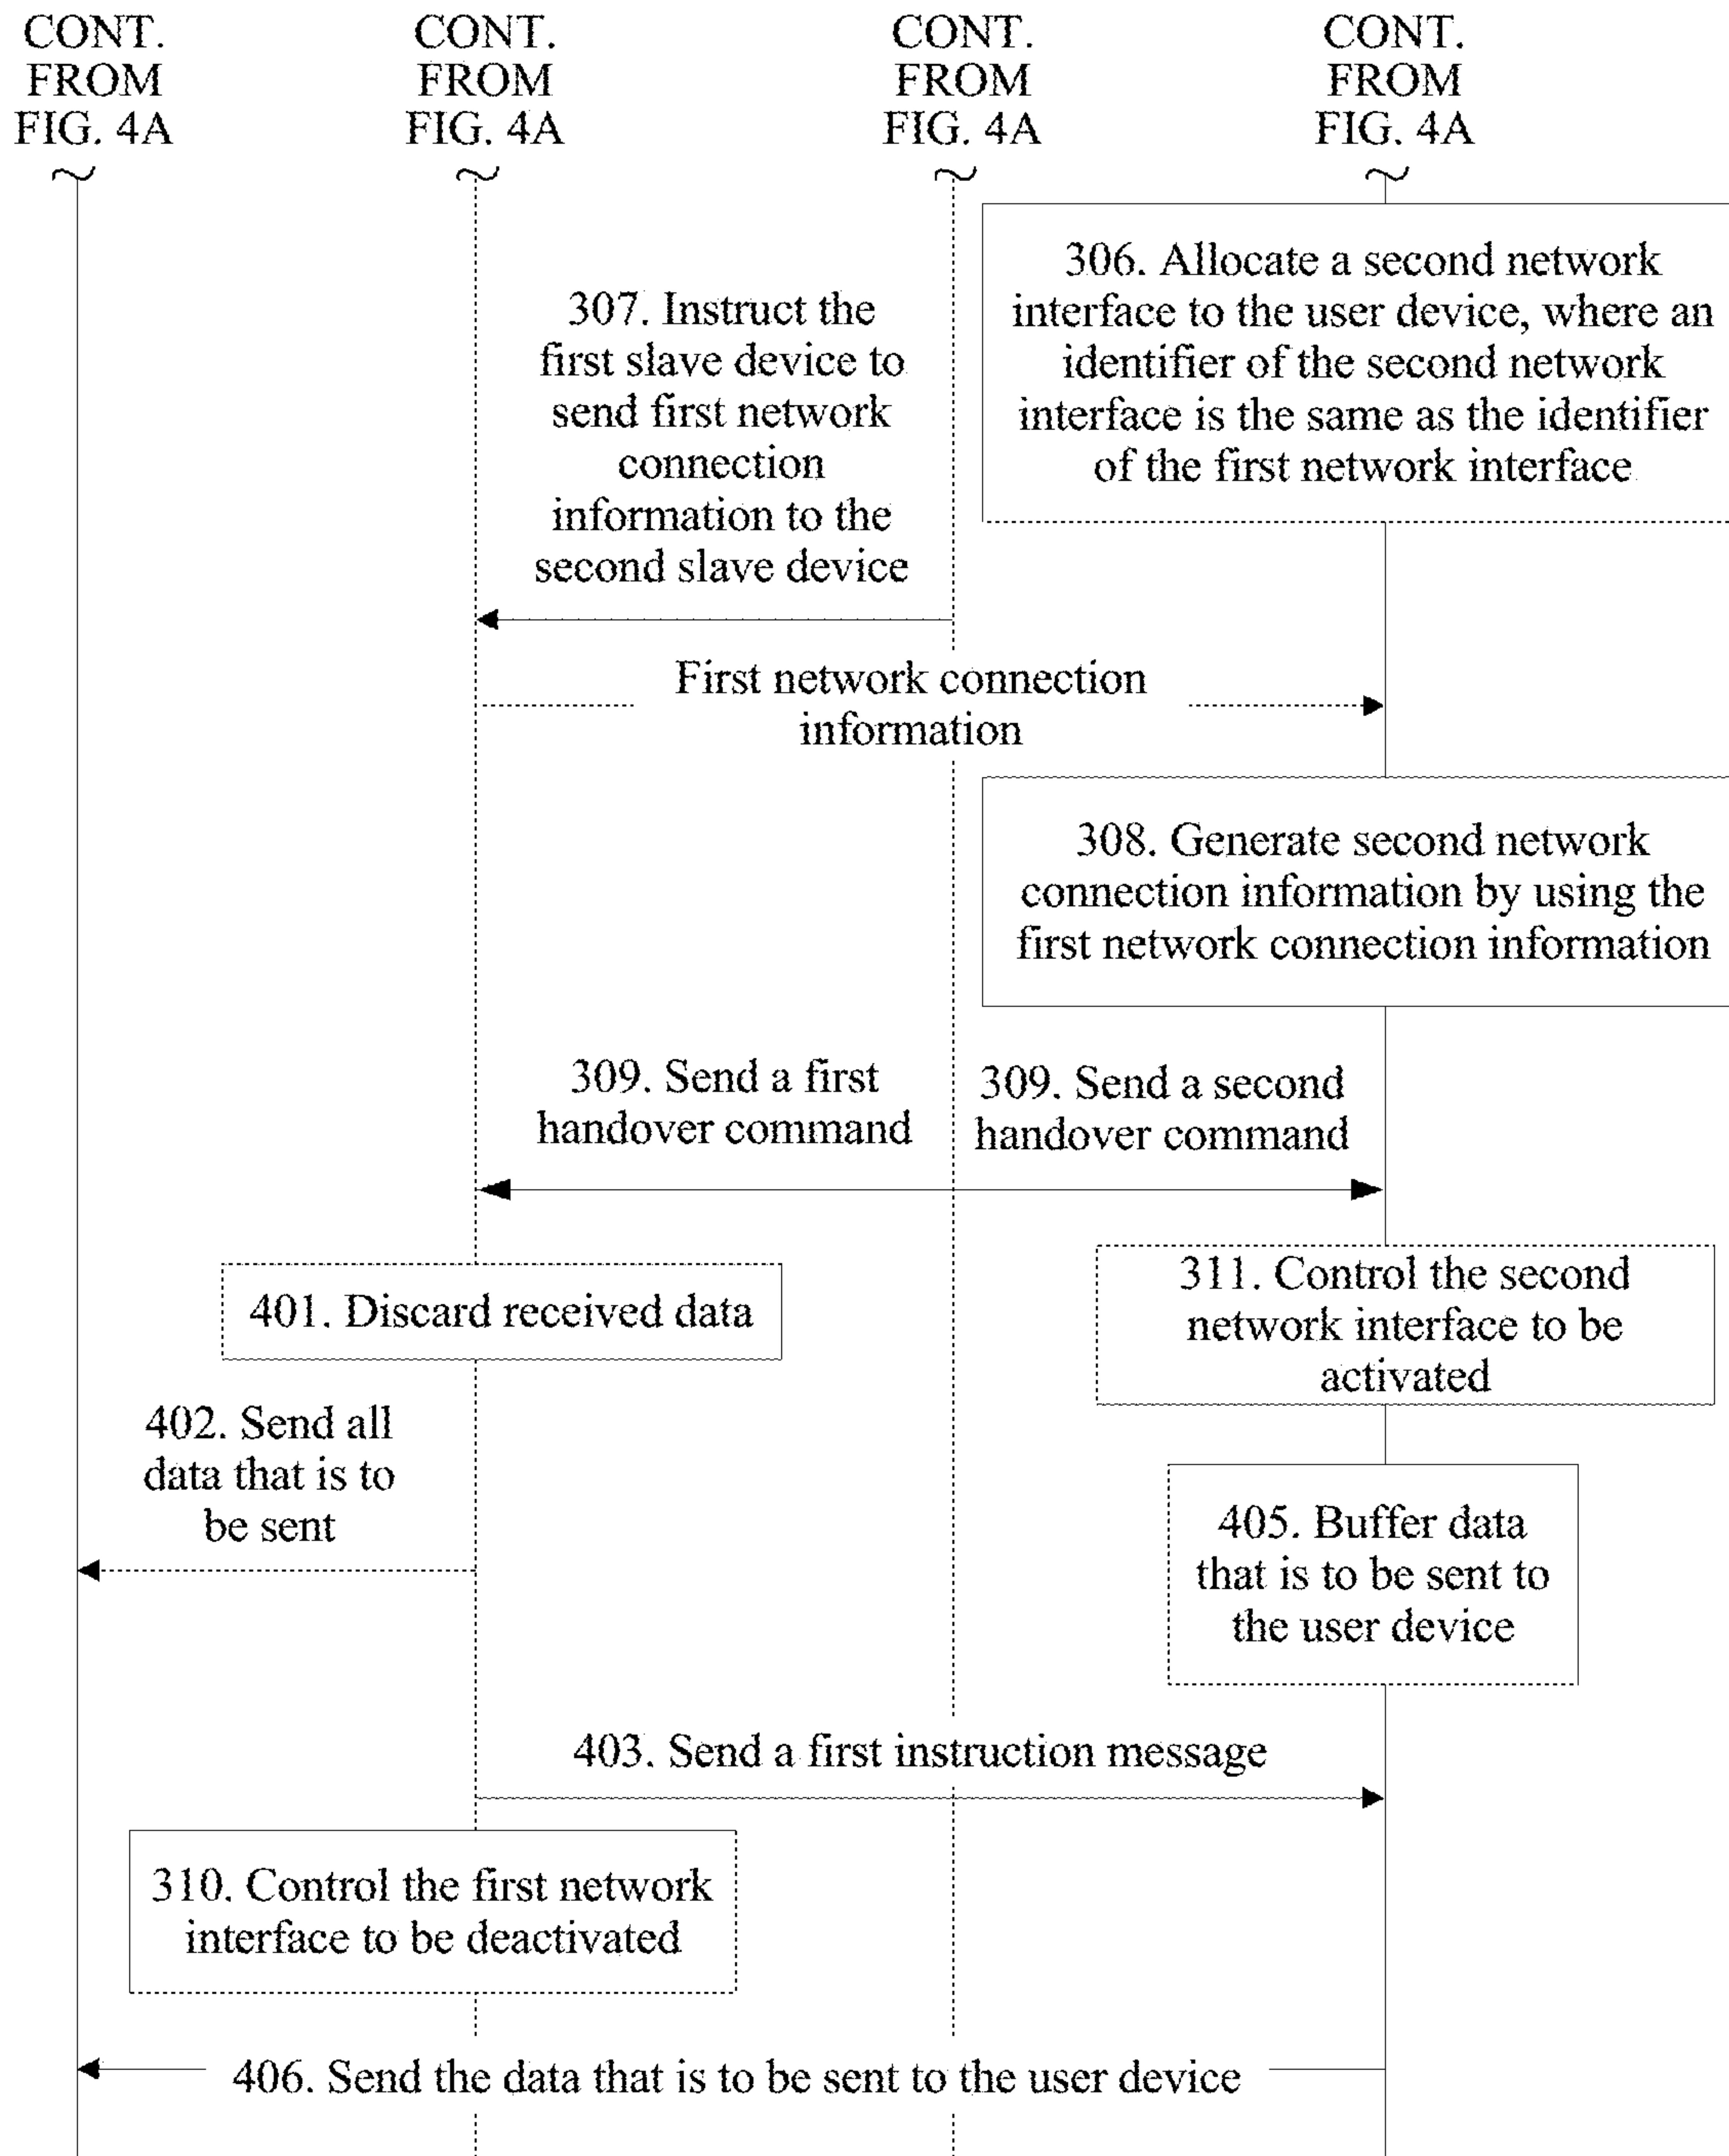 CONT.
FROM
FIG. 4A
CONT.
FROM
FIG. 4A
CONT.
FROM
FIG. 4A
CONT.
FROM
FIG. 4A
306. Allocate a second network
interface to the user device, where an
identifier of the second network
interface is the same as the identifier
of the first network interface
307. Instruct the
first slave device to
send first network
connection
information to the
second slave device
First network connection
information
308. Generate second network
connection information by using the
first network connection information
309. Send a first
handover command
309. Send a second
handover command
401. Discard received data
311. Control the second
network interface to be
activated
402. Send all
data that is to
be sent
405. Buffer data
that is to be sent to
the user device
403. Send a first instruction message
310. Control the first network
interface to be deactivated
406. Send the data that is to be sent to the user device